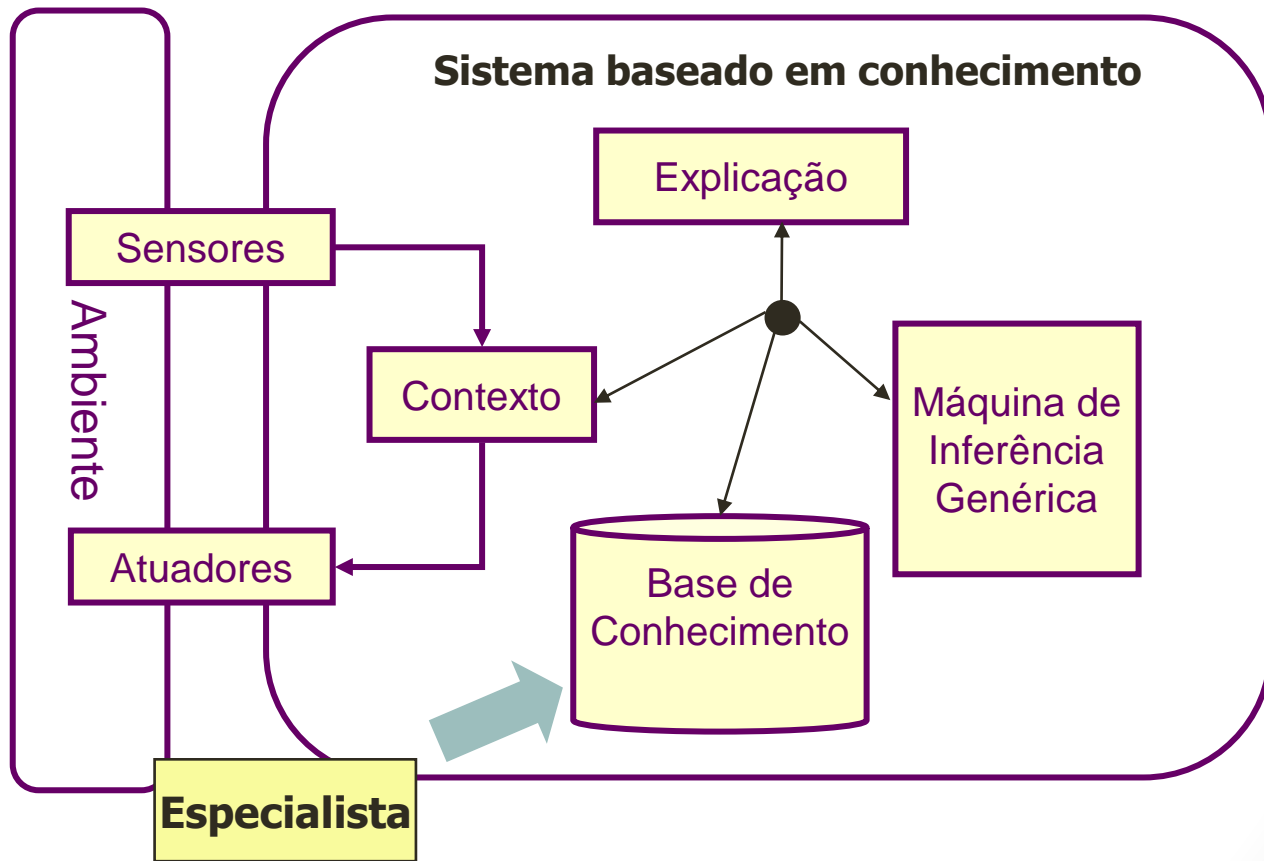 Sistema baseado em conhecimento
Explicação
Sensores
Ambiente
Contexto
Máquina de
Inferência
Genérica
Atuadores
Base de
Conhecimento
Especialista